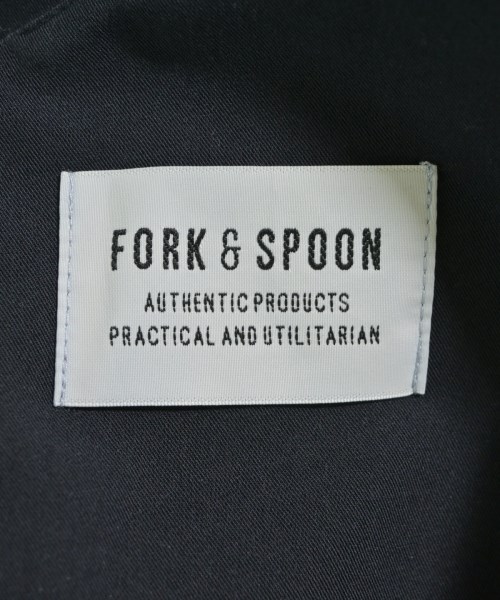 FORK & SPOON
AUTHENTIC PRODUCTS
PRACTICAL AND UTILITARIAN